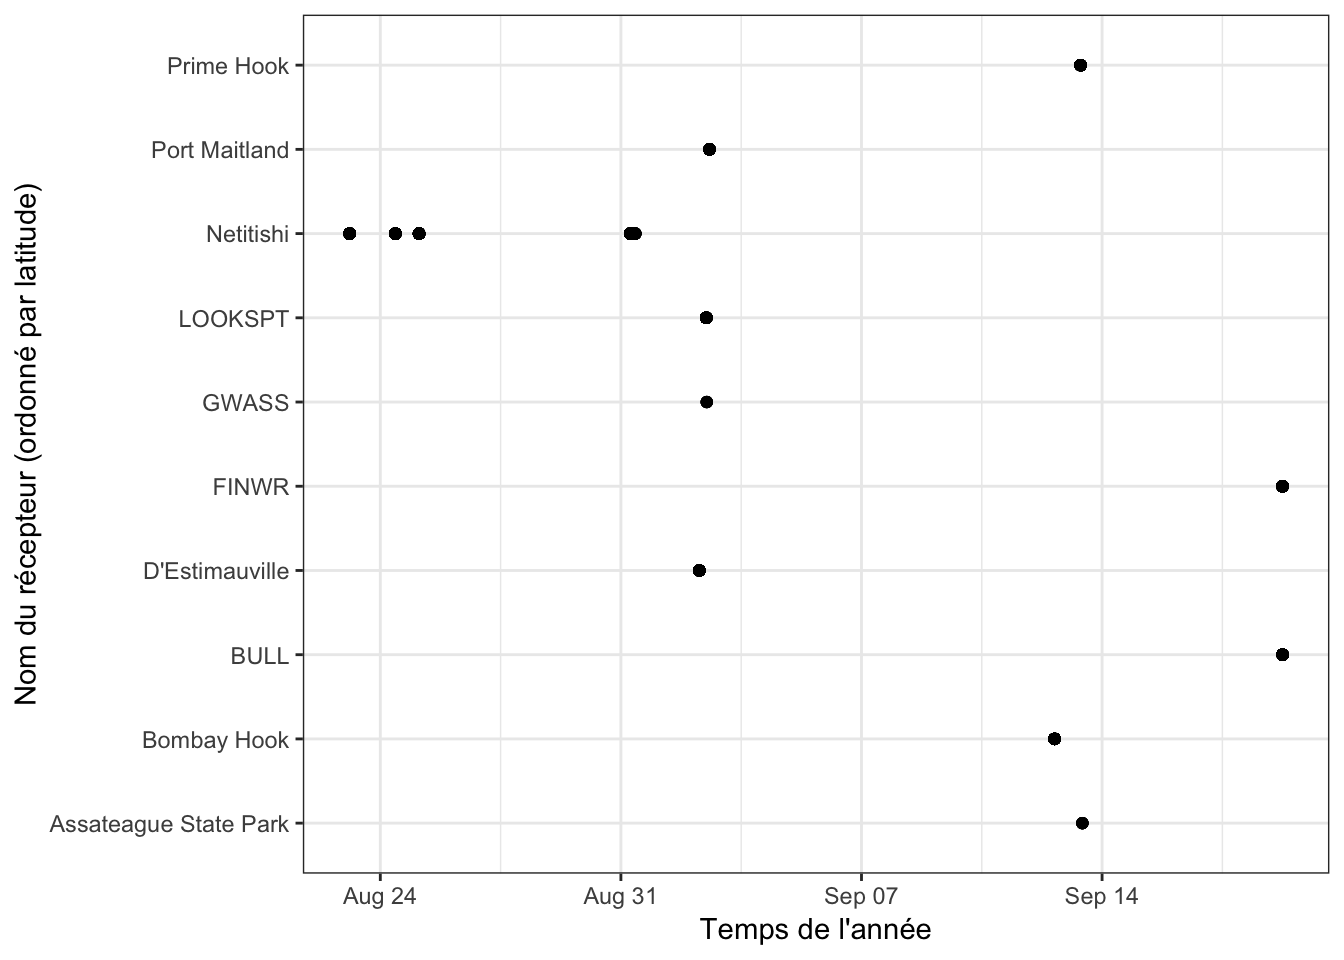 Nom du récepteur (ordonné par latitude)
Prime Hook
Port Maitland
Netitishi
LOOKSPT
GWASS
FINWR
D'Estimauville
BULL
Bombay Hook
Assateague State Park
Aug 24
Aug 31
Sep 07
Sep 14
Temps de l'année